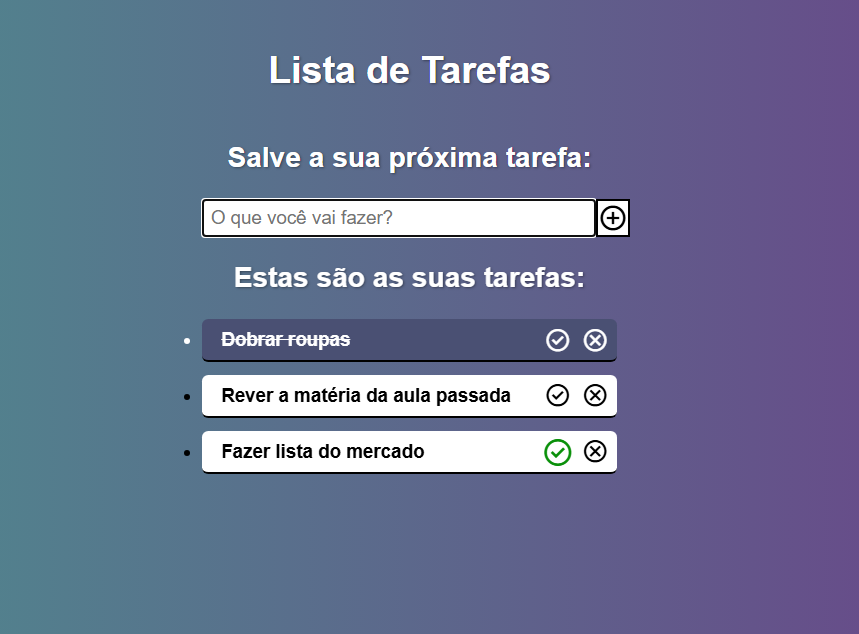 Lista de Tarefas
Salve a sua próxima tarefa:
O que você vai fazer?
Estas são as suas tarefas:
Dobrar roupas
Rever a matéria da aula passada
Fazer lista do mercado